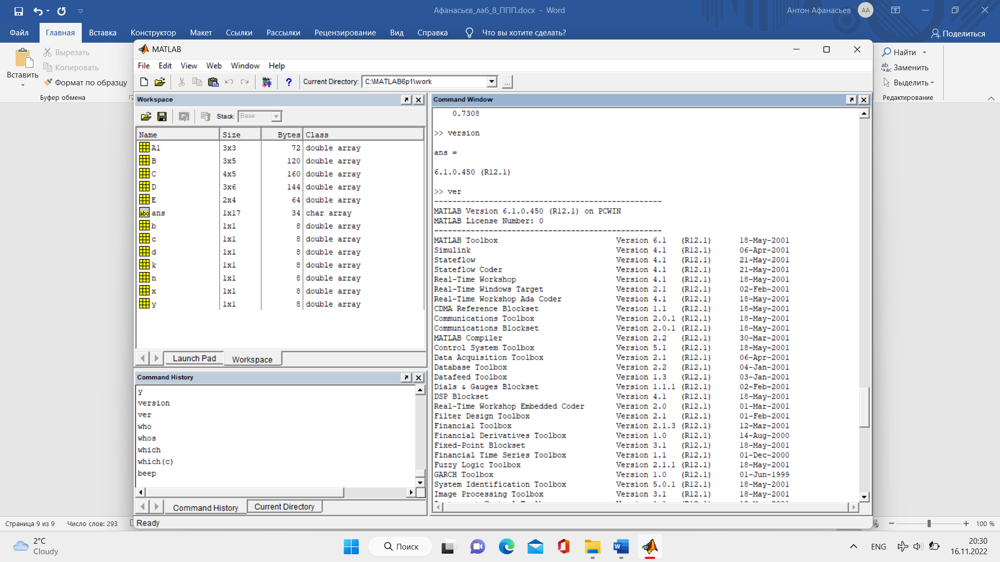 Афанасьєв_лаб_8_ППП.docx - Word
Антон Афанасьев
AA
Файл
Главная
Вставка
Конструктор
Макет
Ссылки
Рассылки
Рецензирование
Вид
Справка
Что вы хотите сделать?
Поделиться
Вставить
Вырезать
Копировать
Формат по образцу
Буфер обмена
Найти
Заменить
Выделить
Редактирование
MATLAB
File Edit View Web Window Help
Current Directory: C:\MATLAB6p1\work
...
Workspace
Stack: Base
Name Size Bytes Class
A1 3x3 72 double array
B 3x5 120 double array
C 4x5 160 double array
D 3x6 144 double array
E 2x4 64 double array
abc ans 1x17 34 char array
b 1x1 8 double array
c 1x1 8 double array
d 1x1 8 double array
k 1x1 8 double array
n 1x1 8 double array
x 1x1 8 double array
y 1x1 8 double array
Launch Pad
Workspace
Command History
y
version
ver
who
whos
which
which(c)
beep
Command History
Current Directory
Ready
Command Window
0.7308
>> version
ans =
6.1.0.450 (R12.1)
>> ver
--------------------------------------------------
MATLAB Version 6.1.0.450 (R12.1) on PCWIN
MATLAB License Number: 0
--------------------------------------------------
MATLAB Toolbox Version 6.1 (R12.1) 18-May-2001
Simulink Version 4.1 (R12.1) 06-Apr-2001
Stateflow Version 4.1 (R12.1) 21-May-2001
Stateflow Coder Version 4.1 (R12.1) 21-May-2001
Real-Time Workshop Version 4.1 (R12.1) 18-May-2001
Real-Time Windows Target Version 2.1 (R12.1) 02-Feb-2001
Real-Time Workshop Ada Coder Version 4.1 (R12.1) 18-May-2001
CDMA Reference Blockset Version 1.1 (R12.1) 18-May-2001
Communications Toolbox Version 2.0.1 (R12.1) 18-May-2001
Communications Blockset Version 2.0.1 (R12.1) 18-May-2001
MATLAB Compiler Version 2.2 (R12.1) 30-Mar-2001
Control System Toolbox Version 5.1 (R12.1) 18-May-2001
Data Acquisition Toolbox Version 2.1 (R12.1) 06-Apr-2001
Database Toolbox Version 2.2 (R12.1) 04-Jan-2001
Datafeed Toolbox Version 1.3 (R12.1) 03-Jan-2001
Dials & Gauges Blockset Version 1.1.1 (R12.1) 02-Feb-2001
DSP Blockset Version 4.1 (R12.1) 18-May-2001
Real-Time Workshop Embedded Coder Version 2.0 (R12.1) 01-Mar-2001
Filter Design Toolbox Version 2.1 (R12.1) 01-Feb-2001
Financial Toolbox Version 2.1.3 (R12.1) 12-Mar-2001
Financial Derivatives Toolbox Version 1.0 (R12.1) 14-Aug-2000
Fixed-Point Blockset Version 3.1 (R12.1) 18-May-2001
Financial Time Series Toolbox Version 1.1 (R12.1) 01-Dec-2000
Fuzzy Logic Toolbox Version 2.1.1 (R12.1) 18-May-2001
GARCH Toolbox Version 1.0 (R12.1) 01-Jun-1999
System Identification Toolbox Version 5.0.1 (R12.1) 18-May-2001
Image Processing Toolbox Version 3.1 (R12.1) 18-May-2001
Страница 9 из 9
Число слов: 293
100 %
2°C
Cloudy
Поиск
ENG
20:30
16.11.2022